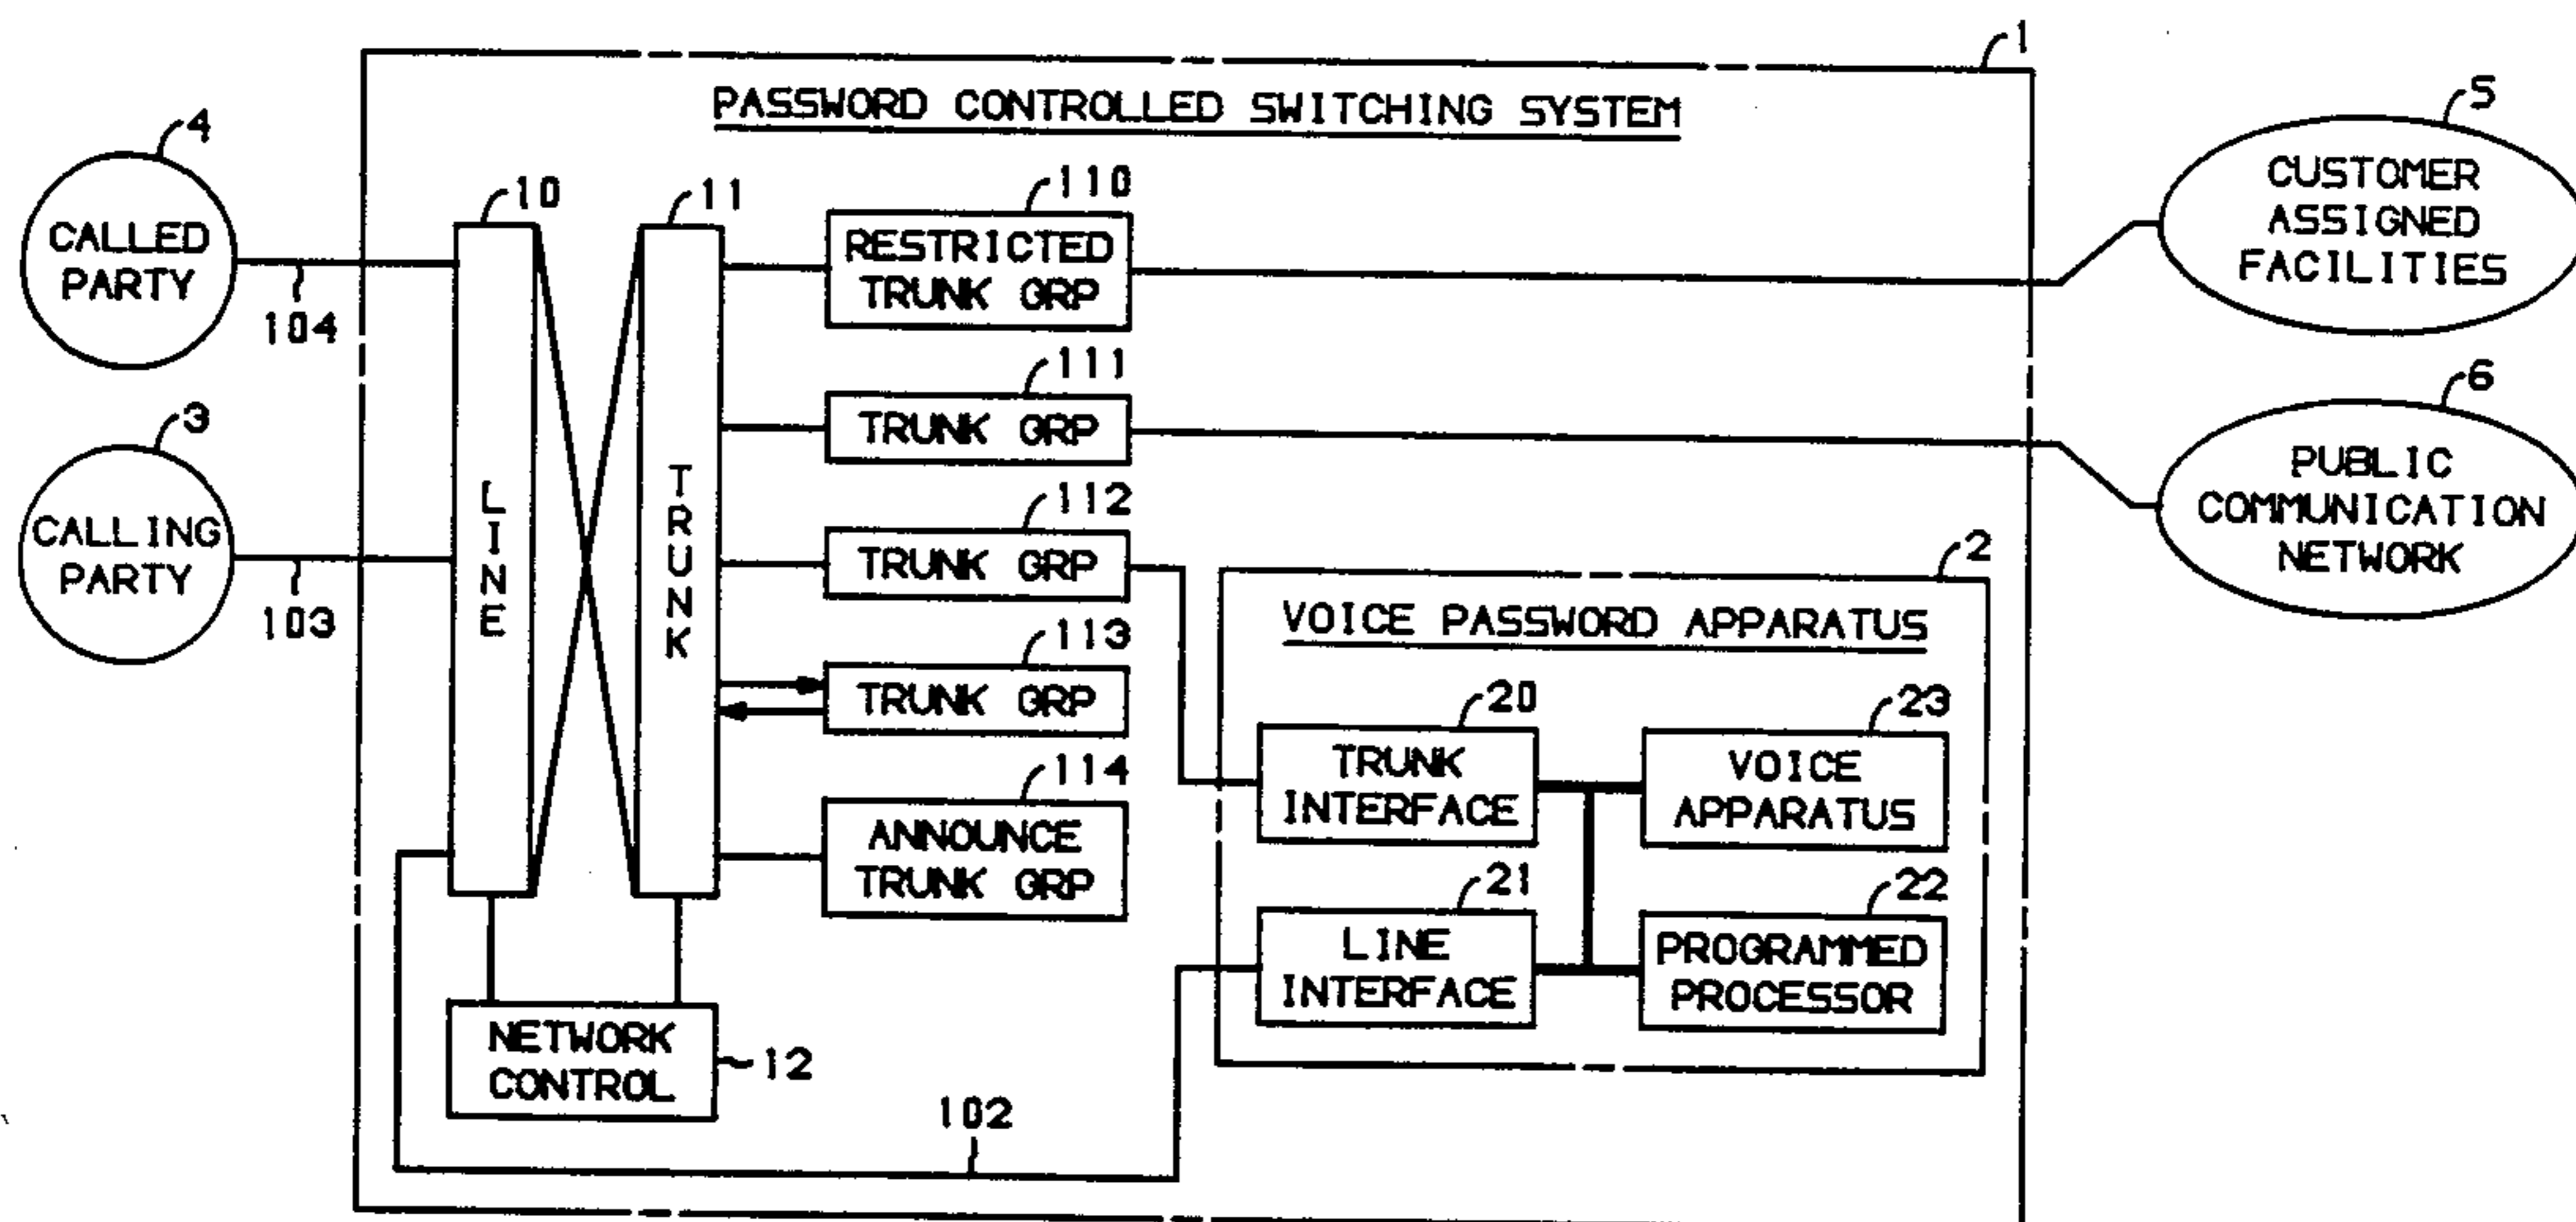 1
PASSWORD CONTROLLED SWITCHING SYSTEM
4
CALLED
PARTY
104
3
CALLING
PARTY
103
10
LINE
11
TRUNK
110
RESTRICTED
TRUNK GRP
111
TRUNK GRP
112
TRUNK GRP
113
TRUNK GRP
114
ANNOUNCE
TRUNK GRP
NETWORK
CONTROL
12
102
5
CUSTOMER
ASSIGNED
FACILITIES
6
PUBLIC
COMMUNICATION
NETWORK
2
VOICE PASSWORD APPARATUS
20
TRUNK
INTERFACE
23
VOICE
APPARATUS
21
LINE
INTERFACE
22
PROGRAMMED
PROCESSOR